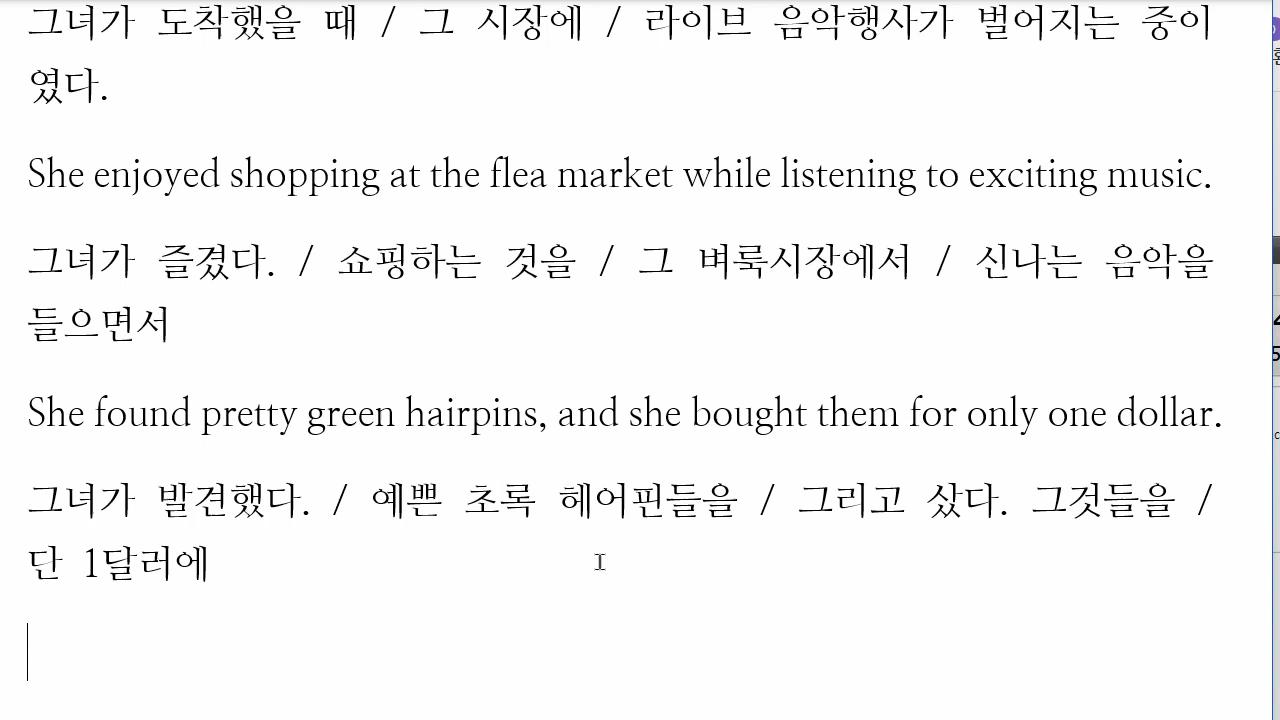 그녀가 도착했을 때 / 그 시장에 / 라이브 음악행사가 벌어지는 중이
였다.
She enjoyed shopping at the flea market while listening to exciting music.
그녀가 즐겼다. / 쇼핑하는 것을 / 그 벼룩시장에서 / 신나는 음악을
들으면서
She found pretty green hairpins, and she bought them for only one dollar.
그녀가 발견했다. / 예쁜 초록 헤어핀들을 / 그리고 샀다. 그것들을 /
단 1달러에